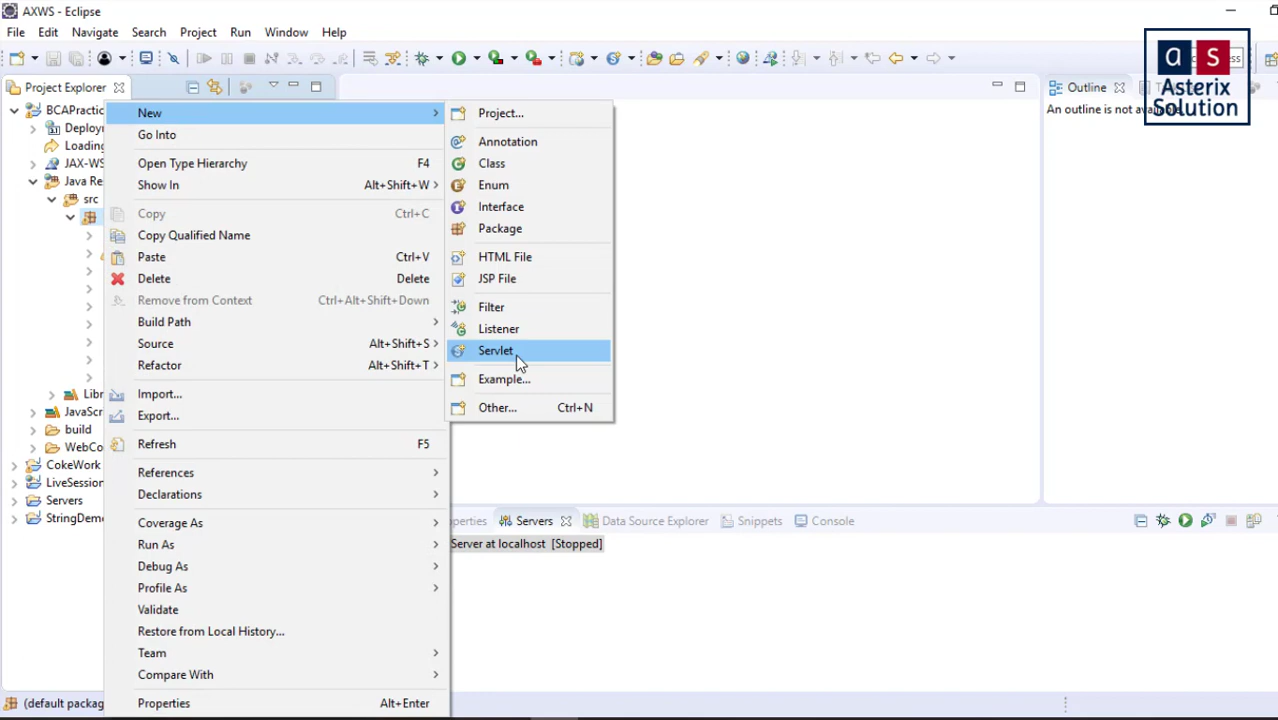 AXWS - Eclipse
File Edit Navigate Search Project Run Window Help
Project Explorer
BCAPractic
Deploym
Loading
JAX-WS
Java Res
src
Libr
JavaScr
build
WebCo
CokeWork
LiveSession
Servers
StringDemo
New
Go Into
Open Type Hierarchy F4
Show In Alt+Shift+W
Copy Ctrl+C
Copy Qualified Name
Paste Ctrl+V
Delete Delete
Remove from Context Ctrl+Alt+Shift+Down
Build Path
Source Alt+Shift+S
Refactor Alt+Shift+T
Import...
Export...
Refresh F5
References
Declarations
Coverage As
Run As
Debug As
Profile As
Validate
Restore from Local History...
Team
Compare With
Properties Alt+Enter
Project...
Annotation
Class
Enum
Interface
Package
HTML File
JSP File
Filter
Listener
Servlet
Example...
Other... Ctrl+N
Outline
An outline is not available.
a s
Asterix
Solution
operties Servers Data Source Explorer Snippets Console
Server at localhost [Stopped]
(default packag